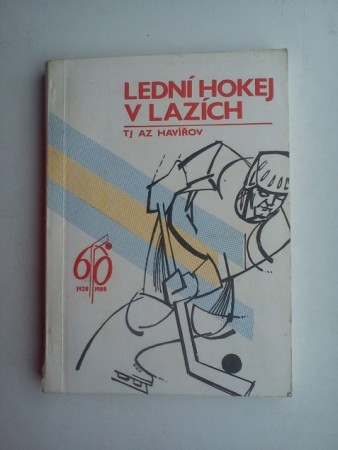 LEDNÍ HOKEJ
V LAZÍCH
TJ AZ HAVÍŘOV
60
1928 1988